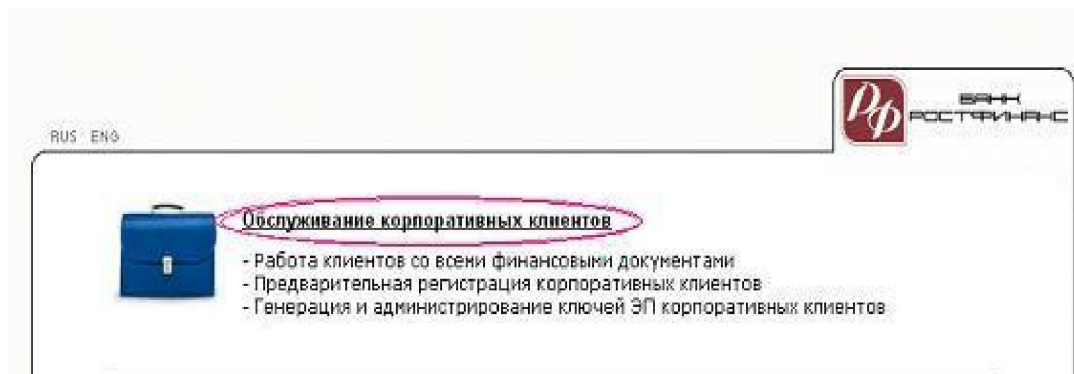 БАНК
РОСТФИНАНС
RUS ENG
Обслуживание корпоративных клиентов
- Работа клиентов со всеми финансовыми документами
- Предварительная регистрация корпоративных клиентов
- Генерация и администрирование ключей ЭП корпоративных клиентов